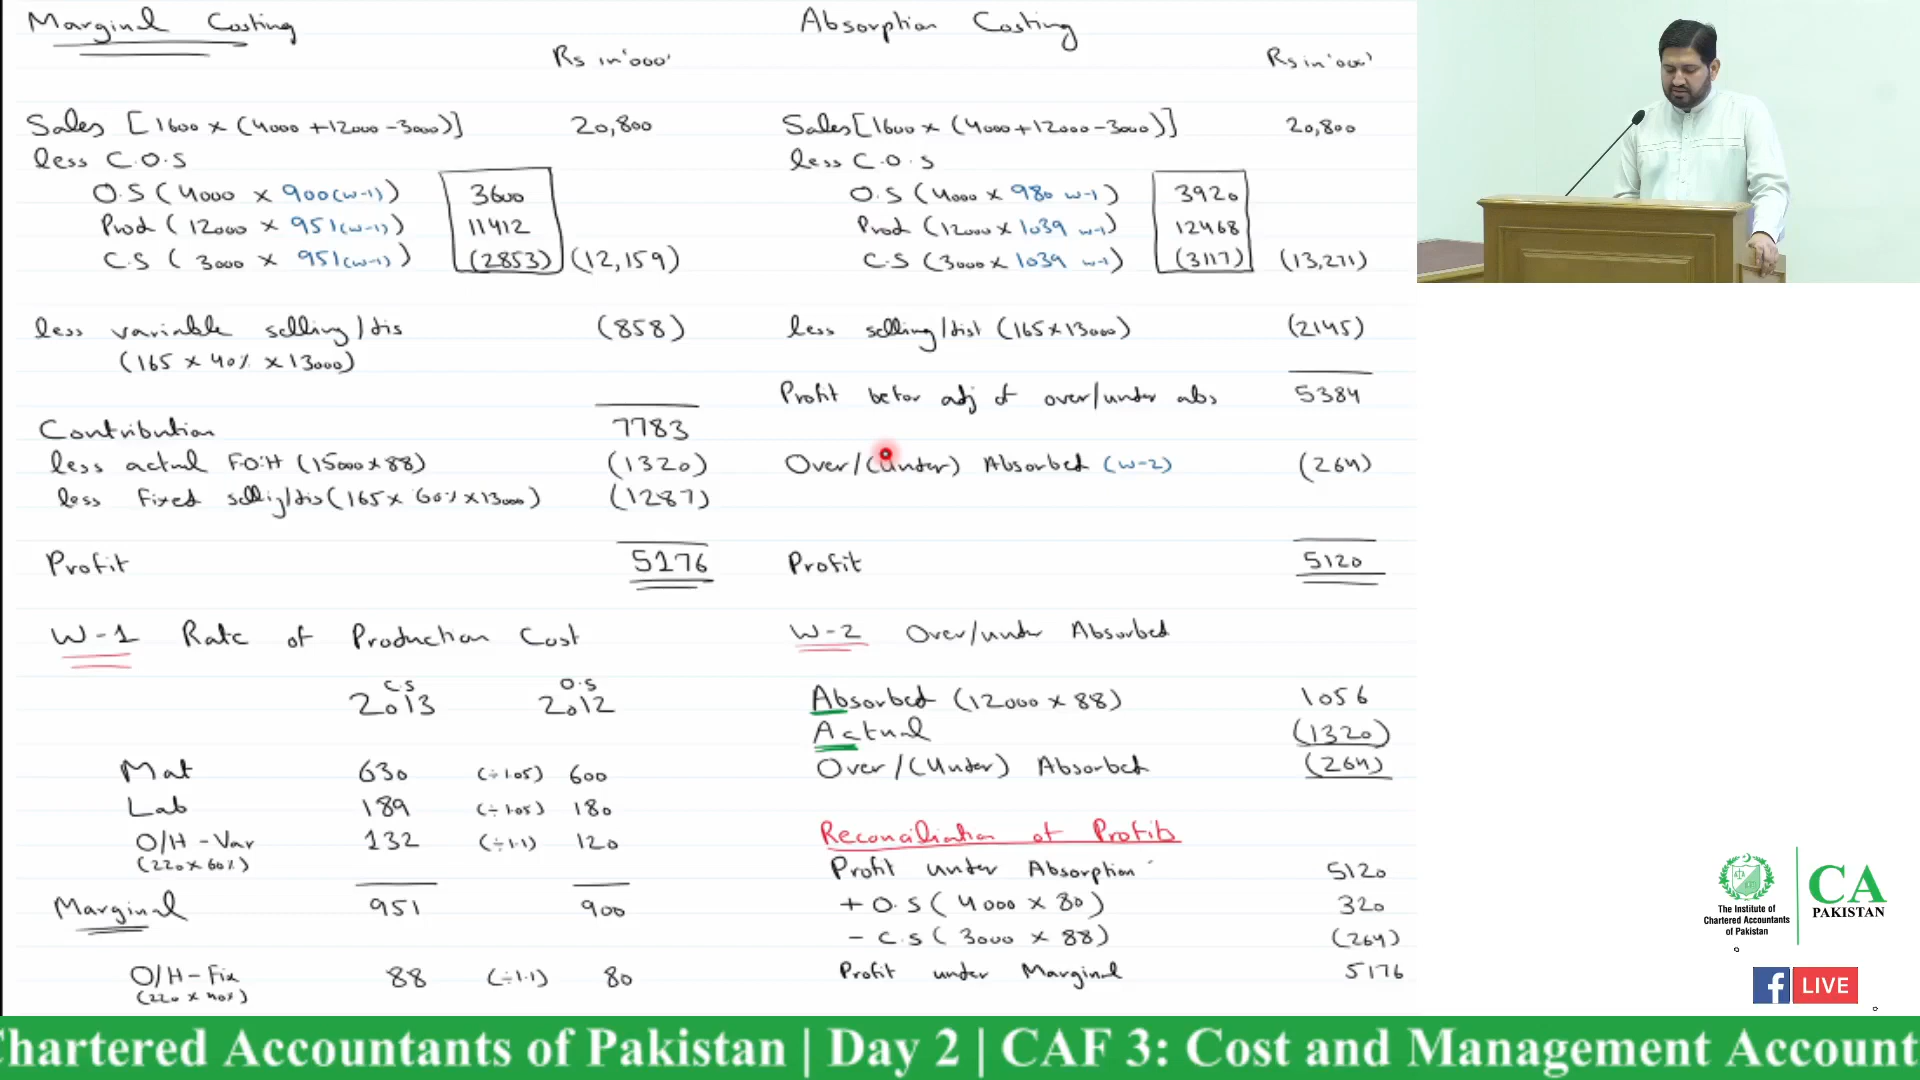 Marginal Costing
Rs in '000'
Sales [1600 x (4000 + 12000 - 3000)] 20,800
less C.O.S
O.S (4000 x 900 (w-1)) 3600
Prod (12000 x 951 (w-1)) 11412
C.S (3000 x 951 (w-1)) (2853) (12,159)
less variable selling/dis (858)
(165 x 40% x 13000)
Contribution 7783
less actual F.O.H (15000 x 88) (1320)
less Fixed sellig/dis (165 x 60% x 13000) (1287)
Profit 5176
W-1 Rate of Production Cost
C.S O.S
2013 2012
Mat 630 (÷1.05) 600
Lab 189 (÷1.05) 180
O/H - Var 132 (÷1.1) 120
(220 x 60%)
Marginal 951 900
O/H - Fix 88 (÷1.1) 80
(220 x 40%)
Absorption Costing
Rs in '000'
Sales [1600 x (4000 + 12000 - 3000)] 20,800
less C.O.S
O.S (4000 x 980 w-1) 3920
Prod (12000 x 1039 w-1) 12468
C.S (3000 x 1039 w-1) (3117) (13,271)
less selling/dist (165 x 13000) (2145)
Profit befor adj of over/under abs 5384
Over/(Under) Absorbed (w-2) (264)
Profit 5120
W-2 Over/under Absorbed
Absorbed (12000 x 88) 1056
Actual (1320)
Over/(Under) Absorbed (264)
Reconciliation of Profits
Profit under Absorption 5120
+ O.S (4000 x 80) 320
- C.S (3000 x 88) (264)
Profit under Marginal 5176
The Institute of
Chartered Accountants
of Pakistan
CA
PAKISTAN
f LIVE
Chartered Accountants of Pakistan | Day 2 | CAF 3: Cost and Management Account